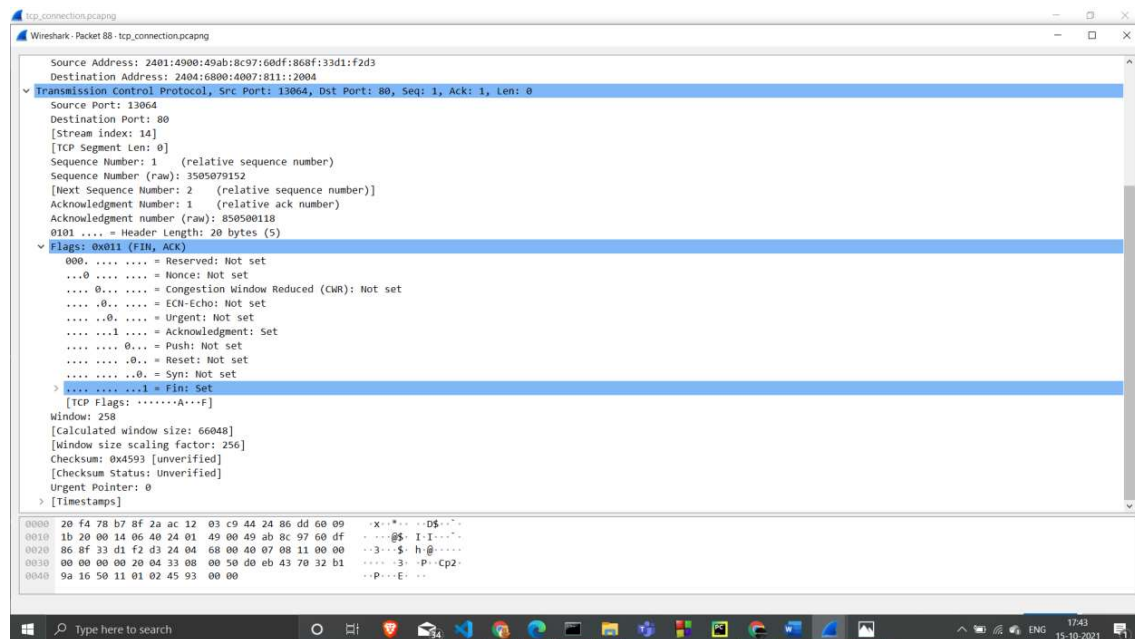 tcp_connection.pcapng
Wireshark · Packet 88 · tcp_connection.pcapng
Source Address: 2401:4900:49ab:8c97:60df:868f:33d1:f2d3
Destination Address: 2404:6800:4007:811::2004
Transmission Control Protocol, Src Port: 13064, Dst Port: 80, Seq: 1, Ack: 1, Len: 0
Source Port: 13064
Destination Port: 80
[Stream index: 14]
[TCP Segment Len: 0]
Sequence Number: 1    (relative sequence number)
Sequence Number (raw): 3505079152
[Next Sequence Number: 2    (relative sequence number)]
Acknowledgment Number: 1    (relative ack number)
Acknowledgment number (raw): 850500118
0101 .... = Header Length: 20 bytes (5)
Flags: 0x011 (FIN, ACK)
000. .... .... = Reserved: Not set
...0 .... .... = Nonce: Not set
.... 0... .... = Congestion Window Reduced (CWR): Not set
.... .0.. .... = ECN-Echo: Not set
.... ..0. .... = Urgent: Not set
.... ...1 .... = Acknowledgment: Set
.... .... 0... = Push: Not set
.... .... .0.. = Reset: Not set
.... .... ..0. = Syn: Not set
.... .... ...1 = Fin: Set
[TCP Flags: ·······A···F]
Window: 258
[Calculated window size: 66048]
[Window size scaling factor: 256]
Checksum: 0x4593 [unverified]
[Checksum Status: Unverified]
Urgent Pointer: 0
[Timestamps]
0000 20 f4 78 b7 8f 2a ac 12 03 c9 44 24 86 dd 60 09 ·x··*·· ··D$··`·
0010 1b 20 00 14 06 40 24 01 49 00 49 ab 8c 97 60 df · ···@$· I·I···`·
0020 86 8f 33 d1 f2 d3 24 04 68 00 40 07 08 11 00 00 ··3···$· h·@·····
0030 00 00 00 00 20 04 33 08 00 50 d0 eb 43 70 32 b1 ···· ·3· ·P··Cp2·
0040 9a 16 50 11 01 02 45 93 00 00 ··P···E· ··
Type here to search
34
ENG
17:43
15-10-2021